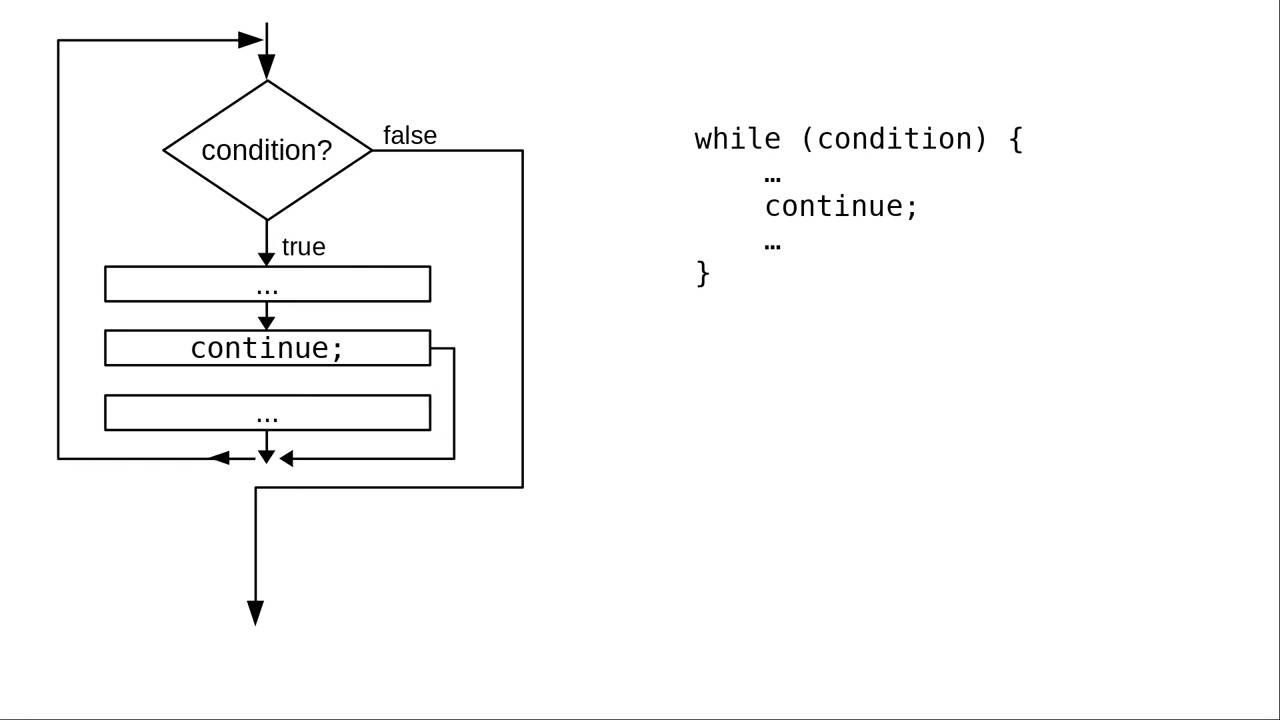 condition?
false
true
...
continue;
...
while (condition) {
    …
    continue;
    …
}